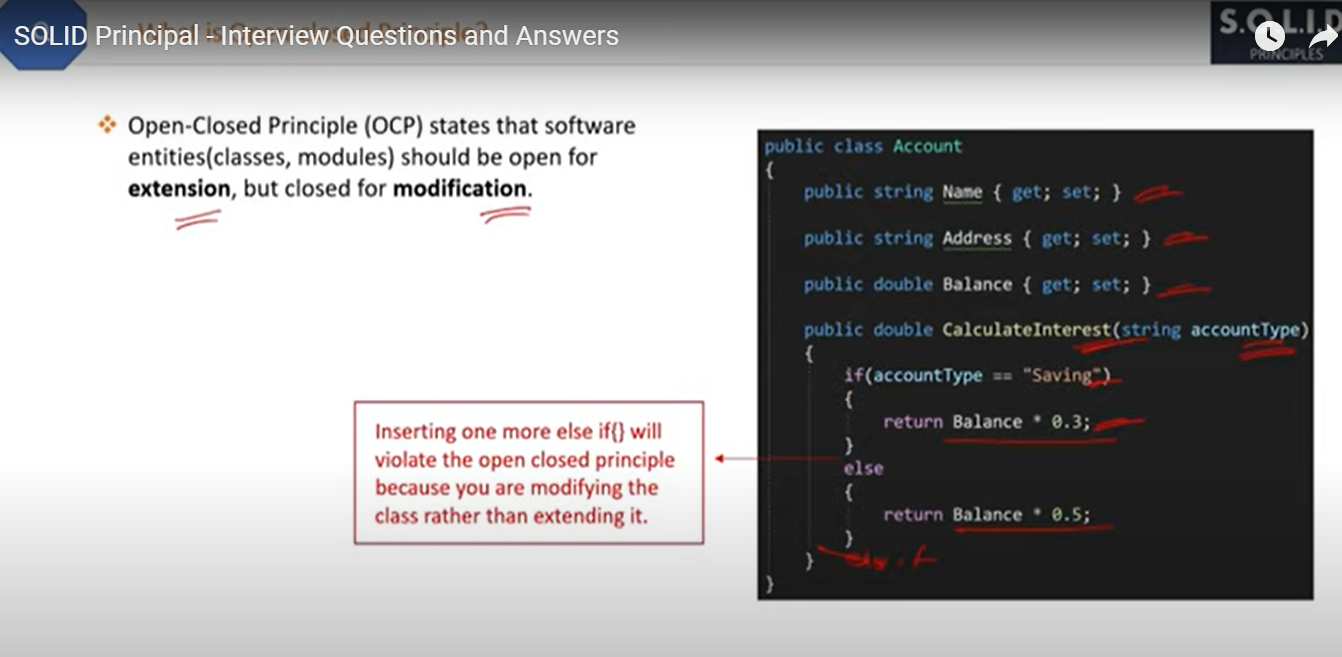 SOLID Principal - Interview Questions and Answers
S.O.L.I.D
PRINCIPLES
Open-Closed Principle (OCP) states that software
entities(classes, modules) should be open for
extension, but closed for modification.
Inserting one more else if{} will
violate the open closed principle
because you are modifying the
class rather than extending it.
public class Account
{
public string Name { get; set; }
public string Address { get; set; }
public double Balance { get; set; }
public double CalculateInterest(string accountType)
{
if(accountType == "Saving")
{
return Balance * 0.3;
}
else
{
return Balance * 0.5;
}
}
}